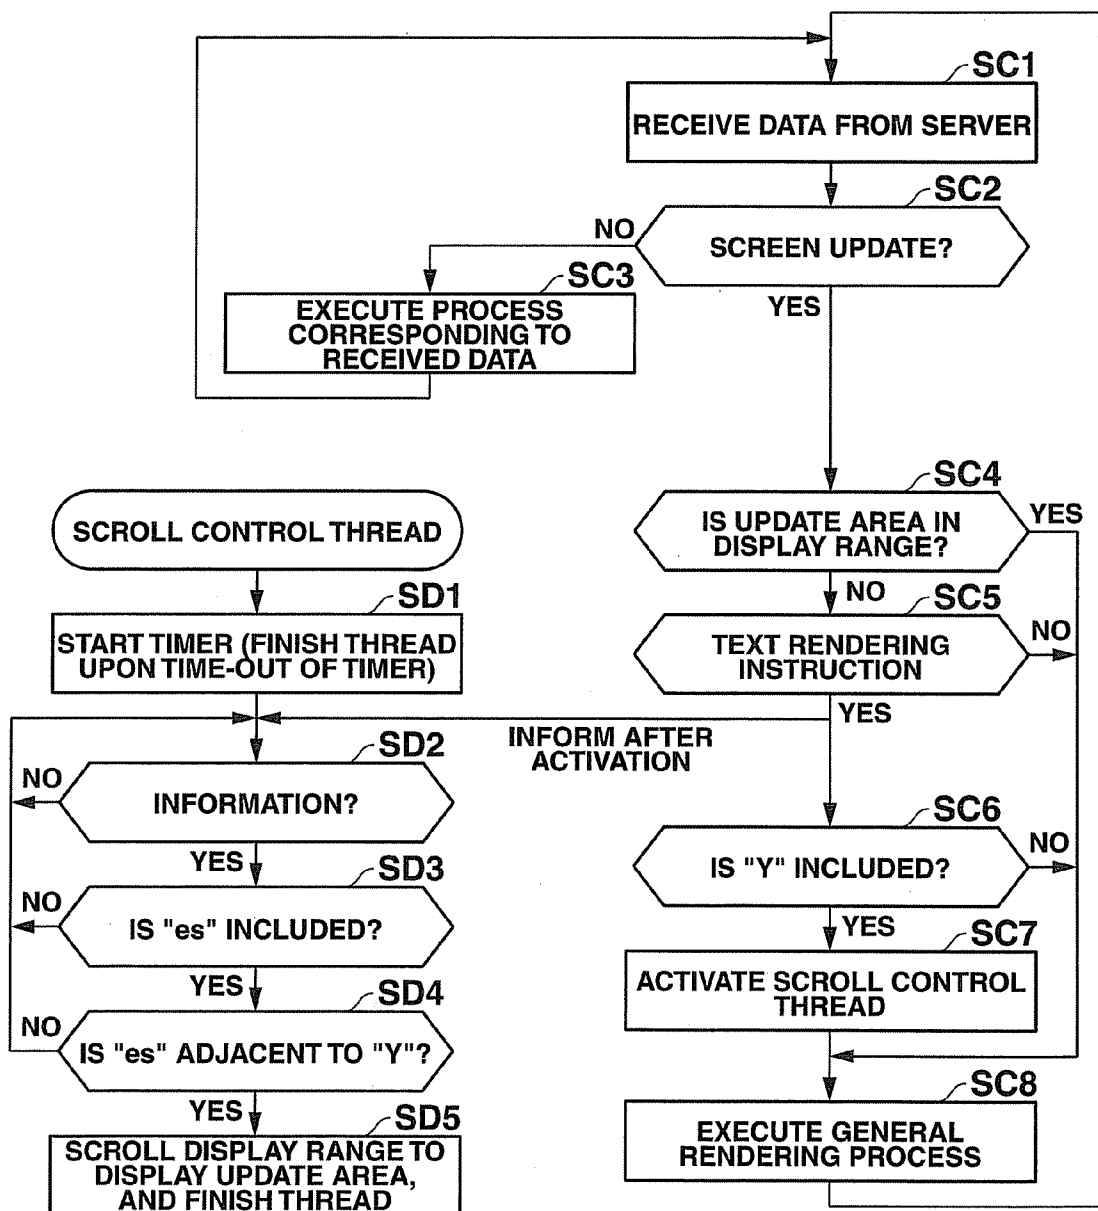 SC1
RECEIVE DATA FROM SERVER
SC2
SCREEN UPDATE?
NO
YES
SC3
EXECUTE PROCESS
CORRESPONDING TO
RECEIVED DATA
SC4
IS UPDATE AREA IN
DISPLAY RANGE?
YES
NO
SC5
TEXT RENDERING
INSTRUCTION
NO
YES
INFORM AFTER
ACTIVATION
SC6
IS "Y" INCLUDED?
NO
YES
SC7
ACTIVATE SCROLL CONTROL
THREAD
SC8
EXECUTE GENERAL
RENDERING PROCESS
SCROLL CONTROL THREAD
SD1
START TIMER (FINISH THREAD
UPON TIME-OUT OF TIMER)
SD2
NO
INFORMATION?
YES
SD3
NO
IS "es" INCLUDED?
YES
SD4
NO
IS "es" ADJACENT TO "Y"?
YES
SD5
SCROLL DISPLAY RANGE TO
DISPLAY UPDATE AREA,
AND FINISH THREAD